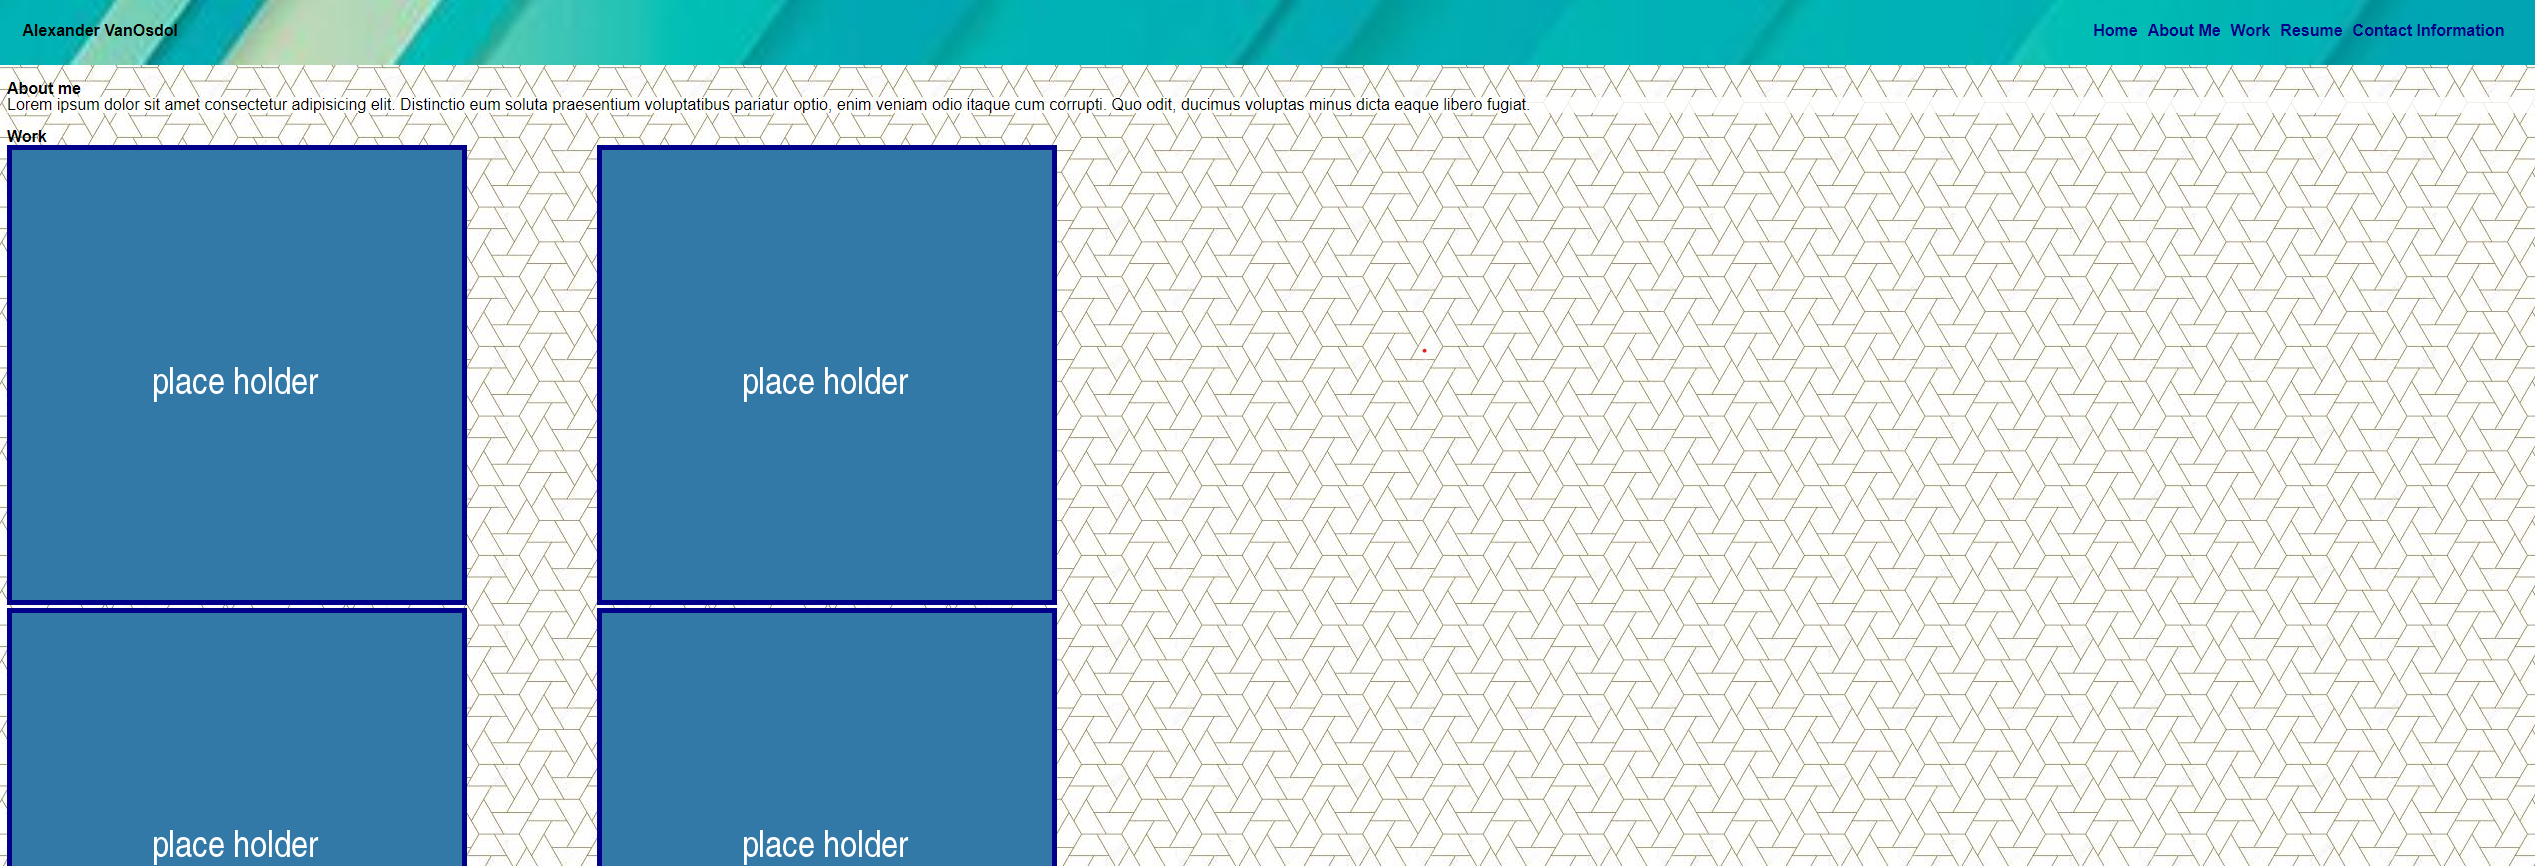 Alexander VanOsdol
Home About Me Work Resume Contact Information
About me
Lorem ipsum dolor sit amet consectetur adipisicing elit. Distinctio eum soluta praesentium voluptatibus pariatur optio, enim veniam odio itaque cum corrupti. Quo odit, ducimus voluptas minus dicta eaque libero fugiat.
Work
place holder
place holder
place holder
place holder